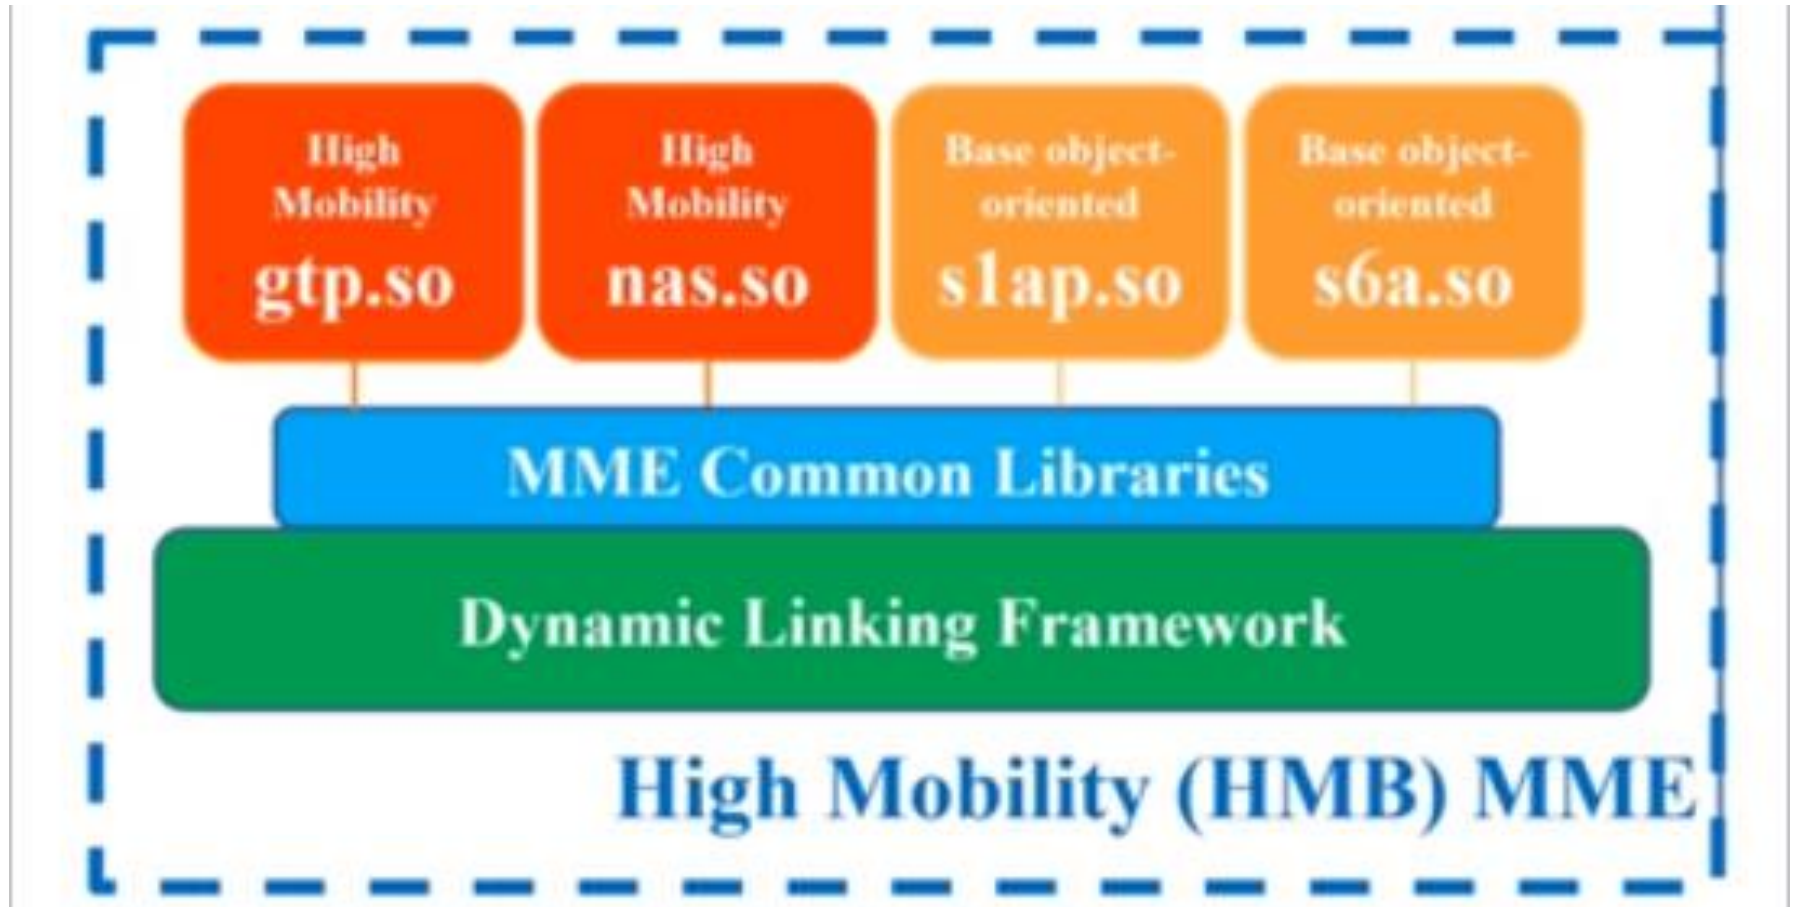 High
Mobility
gtp.so
High
Mobility
nas.so
Base object-
oriented
s1ap.so
Base object-
oriented
s6a.so
MME Common Libraries
Dynamic Linking Framework
High Mobility (HMB) MME